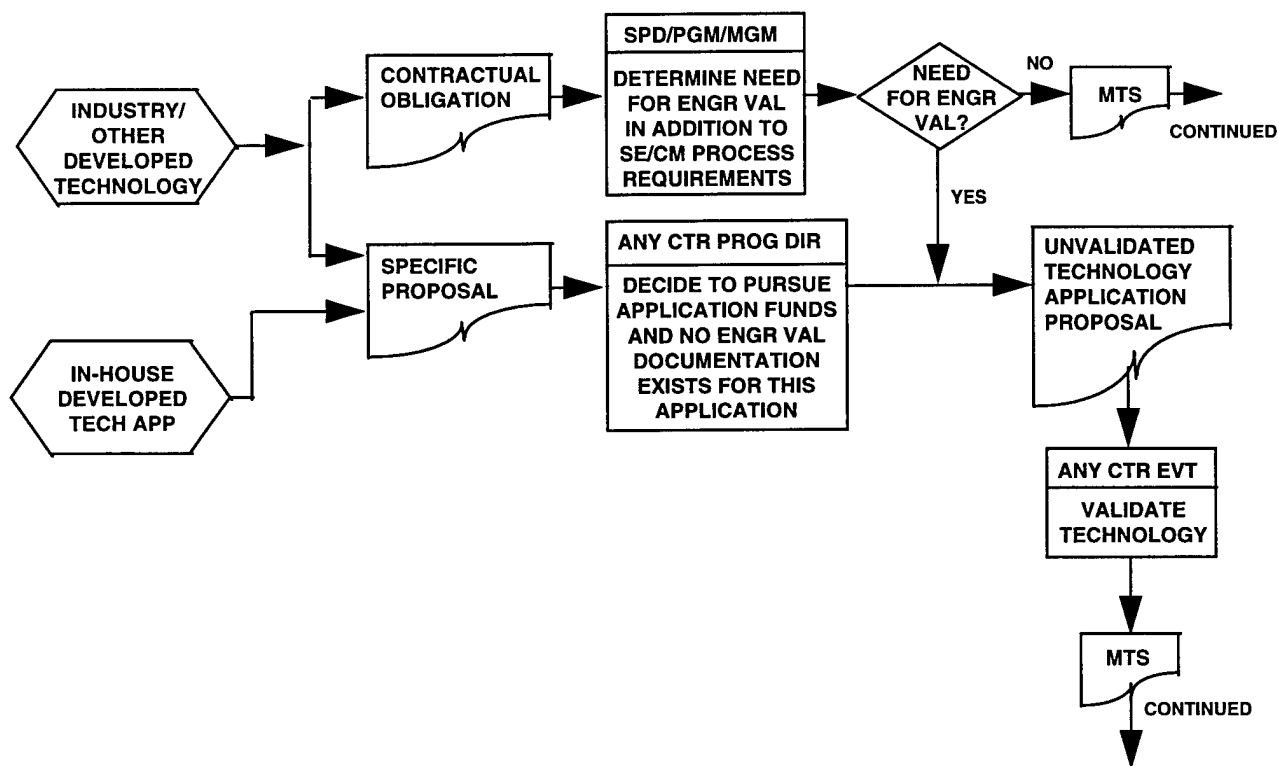 INDUSTRY/
OTHER
DEVELOPED
TECHNOLOGY
CONTRACTUAL
OBLIGATION
SPD/PGM/MGM
DETERMINE NEED
FOR ENGR VAL
IN ADDITION TO
SE/CM PROCESS
REQUIREMENTS
NEED
FOR ENGR
VAL?
NO
MTS
CONTINUED
YES
IN-HOUSE
DEVELOPED
TECH APP
SPECIFIC
PROPOSAL
ANY CTR PROG DIR
DECIDE TO PURSUE
APPLICATION FUNDS
AND NO ENGR VAL
DOCUMENTATION
EXISTS FOR THIS
APPLICATION
UNVALIDATED
TECHNOLOGY
APPLICATION
PROPOSAL
ANY CTR EVT
VALIDATE
TECHNOLOGY
MTS
CONTINUED